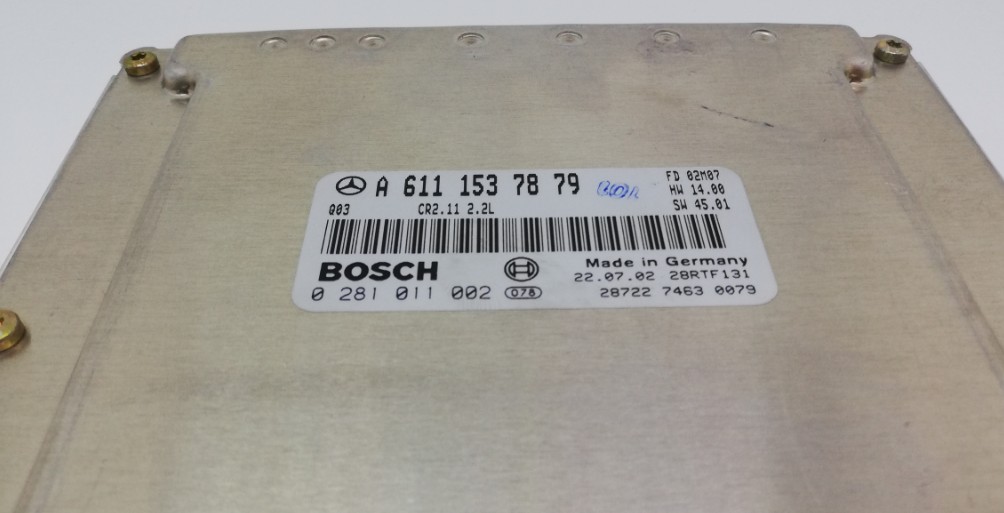 A 611 153 78 79
FD 02M07
HW 14.00
SW 45.01
Q03 CR2.11 2.2L
BOSCH
Made in Germany
22.07.02 28RTF131
0 281 011 002 078
28722 7463 0079